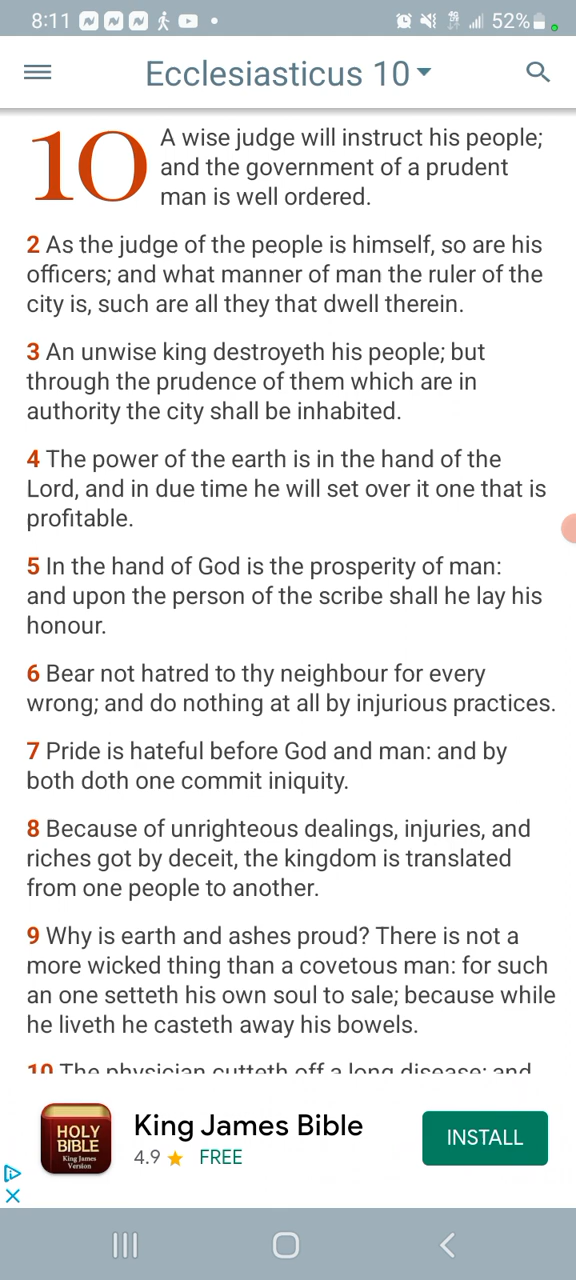 8:11
52%
Ecclesiasticus 10
10 A wise judge will instruct his people;
and the government of a prudent
man is well ordered.
2 As the judge of the people is himself, so are his
officers; and what manner of man the ruler of the
city is, such are all they that dwell therein.
3 An unwise king destroyeth his people; but
through the prudence of them which are in
authority the city shall be inhabited.
4 The power of the earth is in the hand of the
Lord, and in due time he will set over it one that is
profitable.
5 In the hand of God is the prosperity of man:
and upon the person of the scribe shall he lay his
honour.
6 Bear not hatred to thy neighbour for every
wrong; and do nothing at all by injurious practices.
7 Pride is hateful before God and man: and by
both doth one commit iniquity.
8 Because of unrighteous dealings, injuries, and
riches got by deceit, the kingdom is translated
from one people to another.
9 Why is earth and ashes proud? There is not a
more wicked thing than a covetous man: for such
an one setteth his own soul to sale; because while
he liveth he casteth away his bowels.
10 The physician cutteth off a long disease; and
HOLY
BIBLE
King James
Version
King James Bible
4.9 FREE
INSTALL